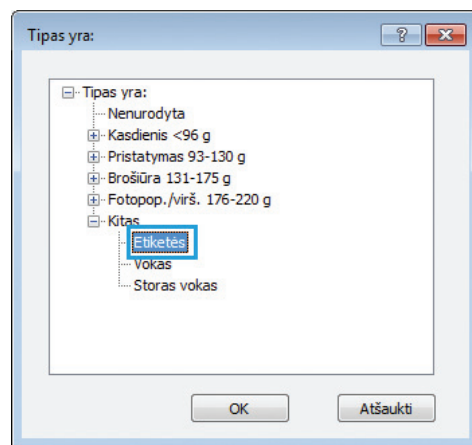 Tipas yra:
Tipas yra:
Nenurodyta
Kasdienis <96 g
Pristatymas 93-130 g
Brošiūra 131-175 g
Fotopop./virš. 176-220 g
Kitas
Etiketės
Vokas
Storas vokas
OK
Atšaukti